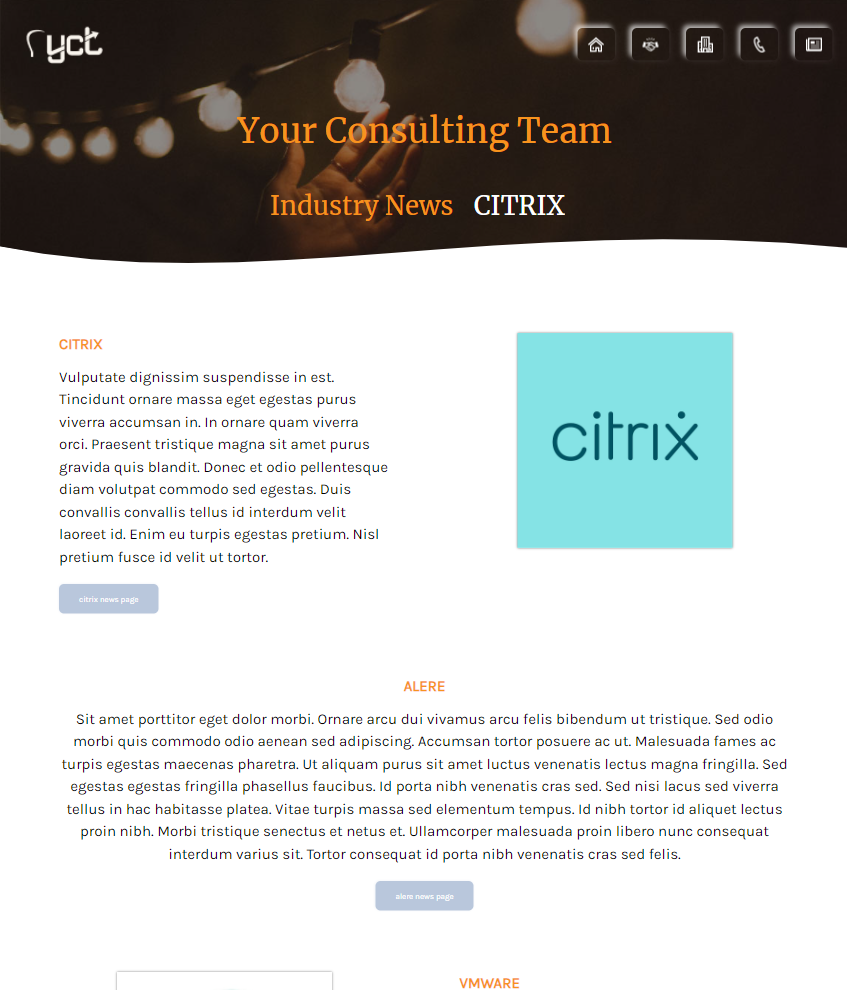 yct
Your Consulting Team
Industry News CITRIX
CITRIX
Vulputate dignissim suspendisse in est.
Tincidunt ornare massa eget egestas purus
viverra accumsan in. In ornare quam viverra
orci. Praesent tristique magna sit amet purus
gravida quis blandit. Donec et odio pellentesque
diam volutpat commodo sed egestas. Duis
convallis convallis tellus id interdum velit
laoreet id. Enim eu turpis egestas pretium. Nisl
pretium fusce id velit ut tortor.
citrix news page
citrix
ALERE
Sit amet porttitor eget dolor morbi. Ornare arcu dui vivamus arcu felis bibendum ut tristique. Sed odio
morbi quis commodo odio aenean sed adipiscing. Accumsan tortor posuere ac ut. Malesuada fames ac
turpis egestas maecenas pharetra. Ut aliquam purus sit amet luctus venenatis lectus magna fringilla. Sed
egestas egestas fringilla phasellus faucibus. Id porta nibh venenatis cras sed. Sed nisi lacus sed viverra
tellus in hac habitasse platea. Vitae turpis massa sed elementum tempus. Id nibh tortor id aliquet lectus
proin nibh. Morbi tristique senectus et netus et. Ullamcorper malesuada proin libero nunc consequat
interdum varius sit. Tortor consequat id porta nibh venenatis cras sed felis.
alere news page
VMWARE